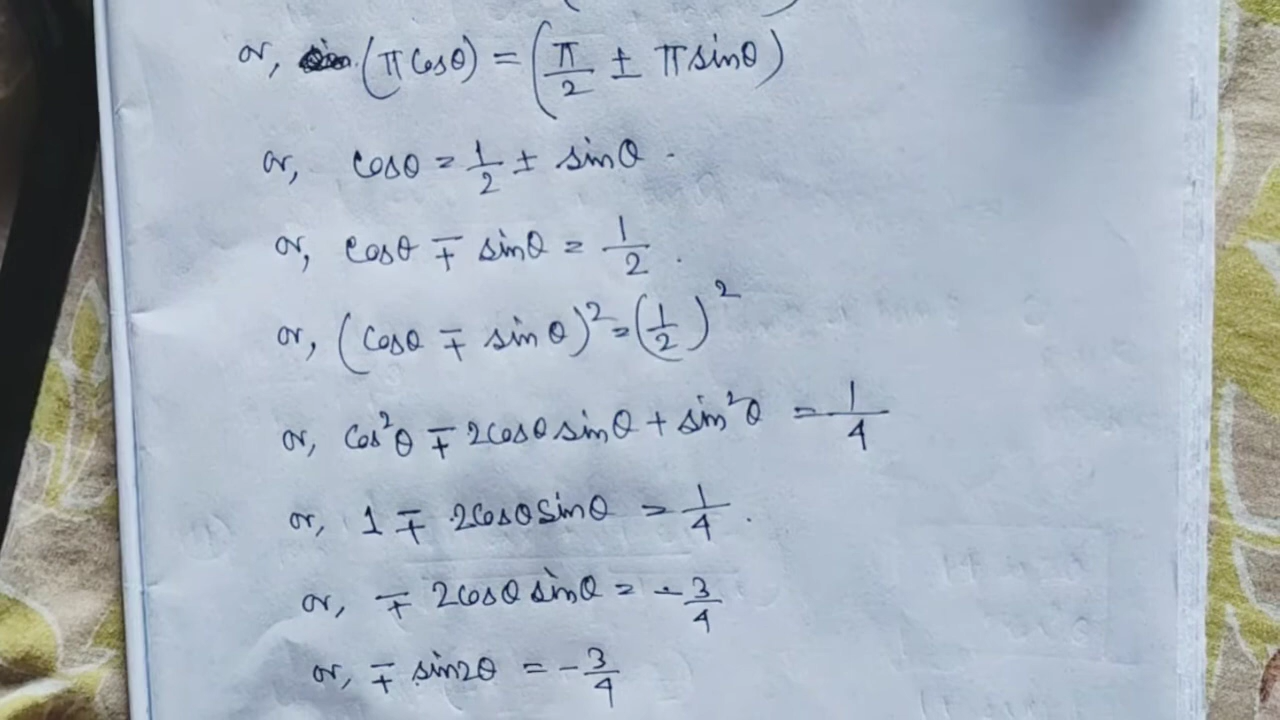 or, (π cosθ) = (π/2 ± π sinθ)
or, cosθ = 1/2 ± sinθ.
or, cosθ ∓ sinθ = 1/2.
or, (cosθ ∓ sinθ)² = (1/2)²
or, cos²θ ∓ 2cosθ sinθ + sin²θ = 1/4
or, 1 ∓ 2cosθ sinθ = 1/4.
or, ∓ 2cosθ sinθ = -3/4
or, ∓ sin2θ = -3/4